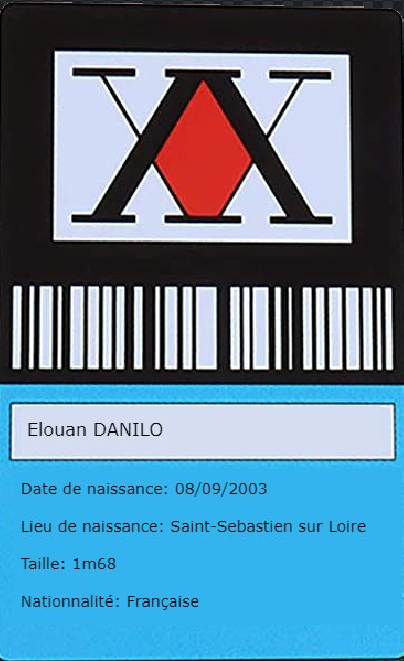 Elouan DANILO
Date de naissance: 08/09/2003
Lieu de naissance: Saint-Sebastien sur Loire
Taille: 1m68
Nationnalité: Française